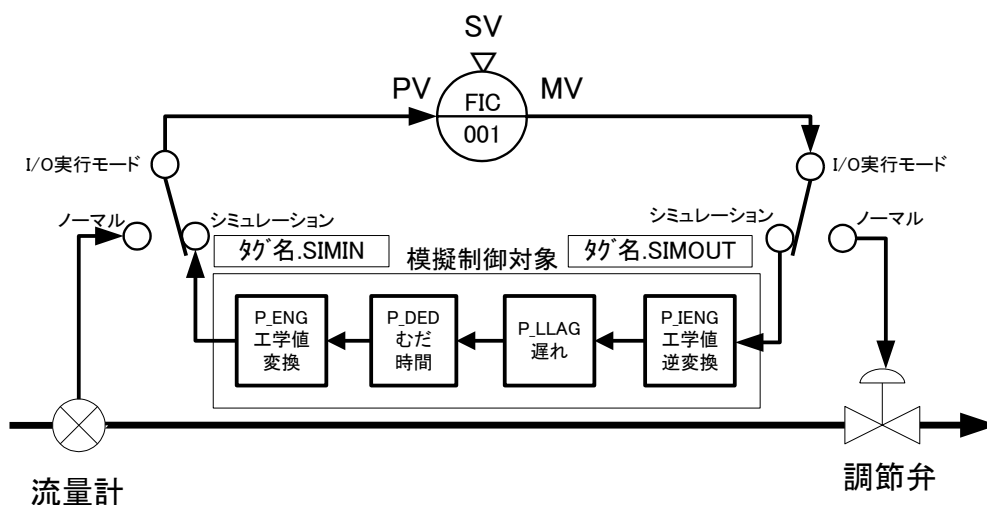 SV
PV
MV
FIC
001
I/O実行モード
I/O実行モード
ノーマル
シミュレーション
シミュレーション
ノーマル
タグ名.SIMIN
模擬制御対象
タグ名.SIMOUT
P_ENG
工学値
変換
P_DED
むだ
時間
P_LLAG
遅れ
P_IENG
工学値
逆変換
流量計
調節弁